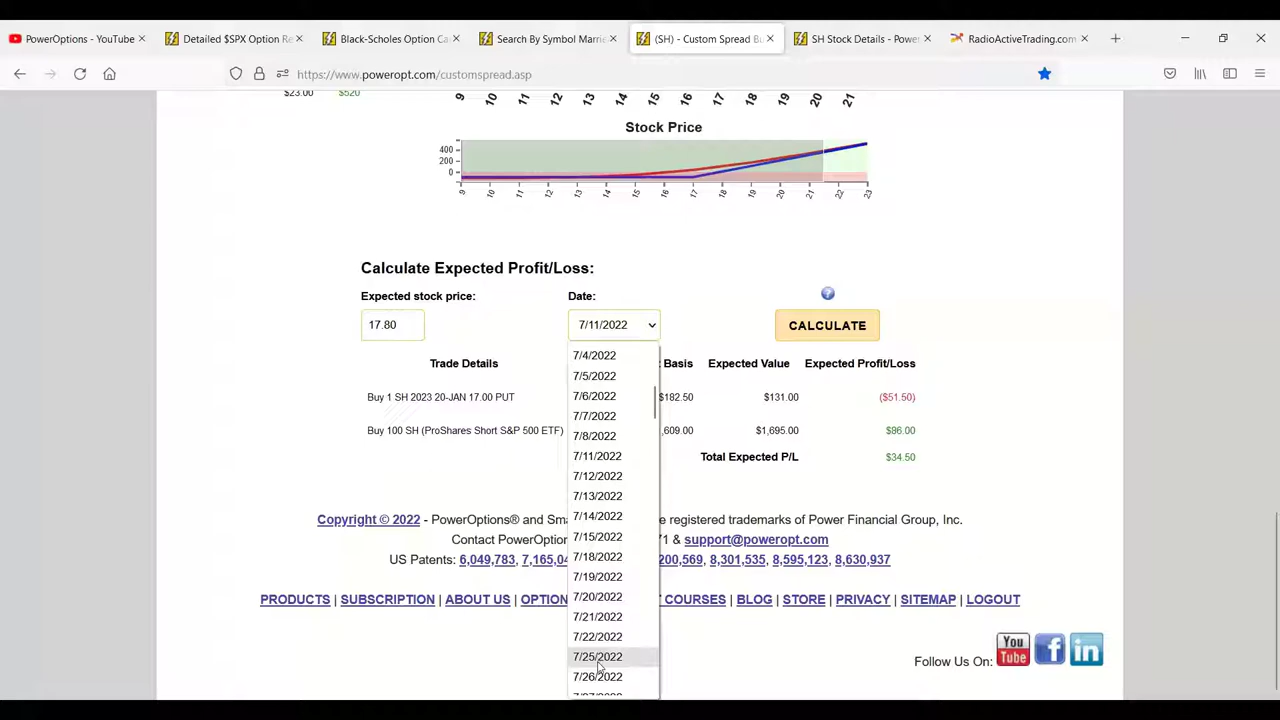 PowerOptions - YouTube
Detailed $SPX Option Re
Black-Scholes Option Ca
Search By Symbol Marrie
(SH) - Custom Spread Bu
SH Stock Details - Powe
RadioActiveTrading.com
https://www.poweropt.com/customspread.asp
$23.00 $520
9 10 11 12 13 14 15 16 17 18 19 20 21
Stock Price
400
200
0
9 10 11 12 13 14 15 16 17 18 19 20 21 22 23
Calculate Expected Profit/Loss:
Expected stock price: Date:
17.80 7/11/2022 CALCULATE
7/4/2022
Trade Details Basis Expected Value Expected Profit/Loss
7/5/2022
Buy 1 SH 2023 20-JAN 17.00 PUT 7/6/2022 $182.50 $131.00 ($51.50)
7/7/2022
Buy 100 SH (ProShares Short S&P 500 ETF) 7/8/2022 ,609.00 $1,695.00 $86.00
7/11/2022 Total Expected P/L $34.50
7/12/2022
7/13/2022
Copyright © 2022 - PowerOptions® and Sma 7/14/2022 e registered trademarks of Power Financial Group, Inc.
Contact PowerOption 7/15/2022 71 & support@poweropt.com
US Patents: 6,049,783, 7,165,04 7/18/2022 200,569, 8,301,535, 8,595,123, 8,630,937
7/19/2022
PRODUCTS | SUBSCRIPTION | ABOUT US | OPTION 7/20/2022 COURSES | BLOG | STORE | PRIVACY | SITEMAP | LOGOUT
7/21/2022
7/22/2022
7/25/2022 Follow Us On: You Tube f in
7/26/2022